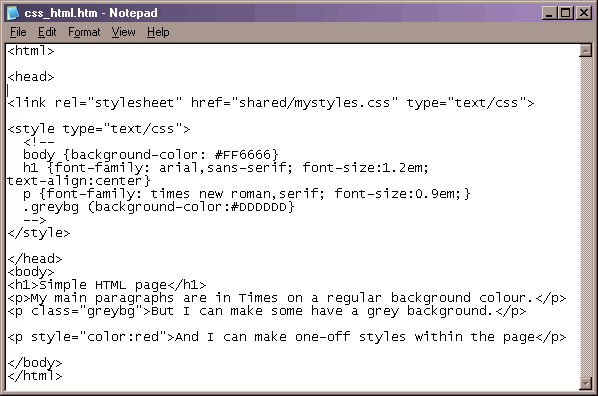 css_html.htm - Notepad
File Edit Format View Help
<html>
<head>
<link rel="stylesheet" href="shared/mystyles.css" type="text/css">
<style type="text/css">
<!--
body {background-color: #FF6666}
h1 {font-family: arial,sans-serif; font-size:1.2em;
text-align:center}
p {font-family: times new roman,serif; font-size:0.9em;}
.greybg (background-color:#DDDDDD}
-->
</style>
</head>
<body>
<h1>Simple HTML page</h1>
<p>My main paragraphs are in Times on a regular background colour.</p>
<p class="greybg">But I can make some have a grey background.</p>
<p style="color:red">And I can make one-off styles within the page</p>
</body>
</html>